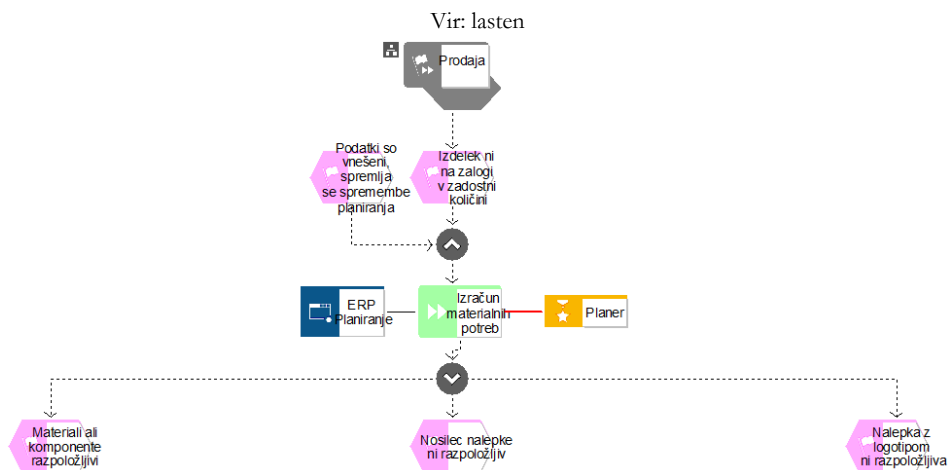 Vir: lasten
Prodaja
Podatki so
vnešeni,
spremlja
se spremembe
planiranja
Izdelek ni
na zalogi
v zadostni
količini
ERP
Planiranje
Izračun
materialnih
potreb
Planer
Materiali ali
komponente
razpoložljivi
Nosilec nalepke
ni razpoložljiv
Nalepka z
logotipom
ni razpoložljiva